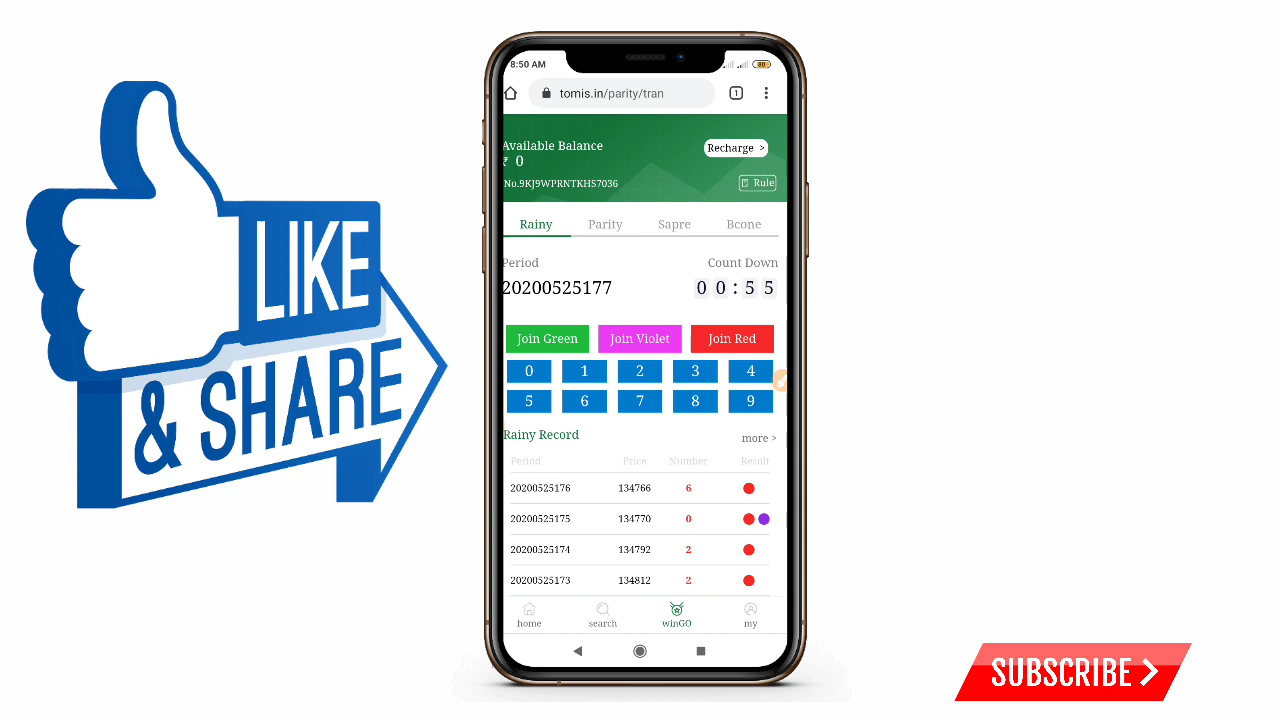 LIKE
& SHARE
8:50 AM
80
tomis.in/parity/tran
1
Available Balance
₹ 0
Recharge >
No.9KJ9WPRNTKHS7036
Rule
Rainy Parity Sapre Bcone
Period Count Down
20200525177 0 0 : 5 5
Join Green Join Violet Join Red
0 1 2 3 4
5 6 7 8 9
Rainy Record
more >
Period Price Number Result
20200525176 134766 6
20200525175 134770 0
20200525174 134792 2
20200525173 134812 2
home search winGO my
SUBSCRIBE